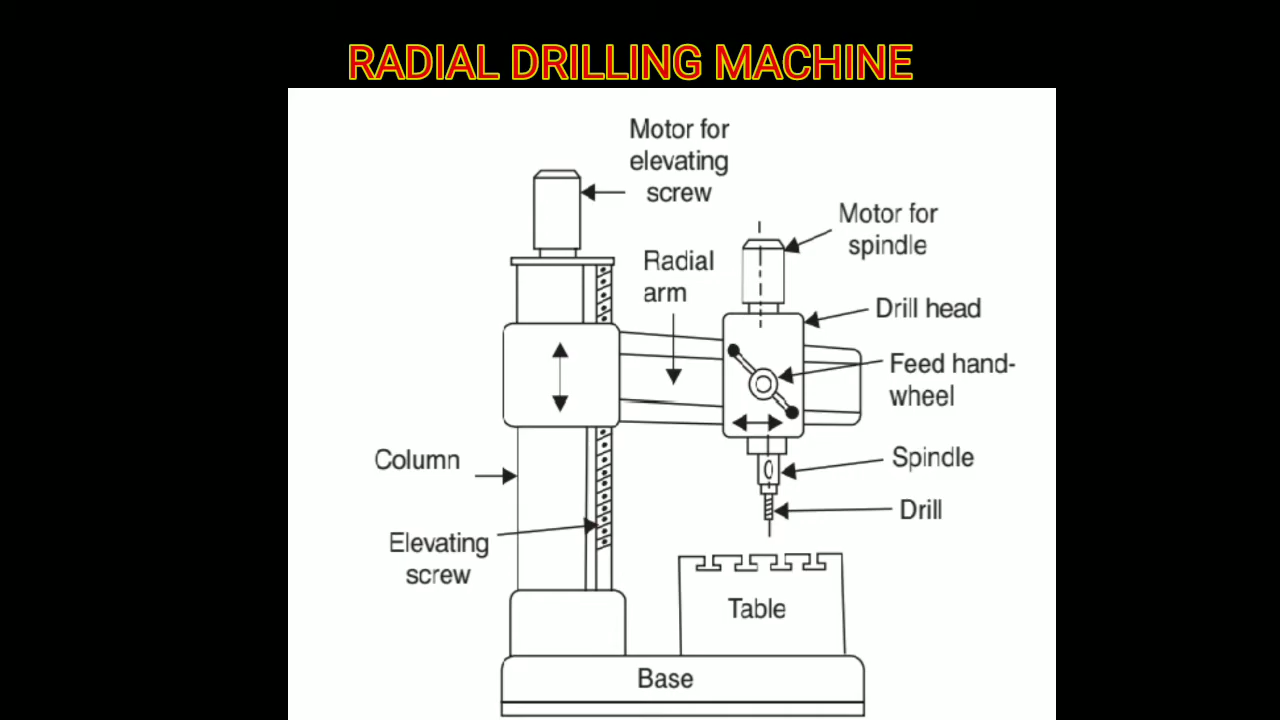 RADIAL DRILLING MACHINE
Motor for
elevating
screw
Motor for
spindle
Radial
arm
Drill head
Feed hand-
wheel
Column
Spindle
Drill
Elevating
screw
Table
Base